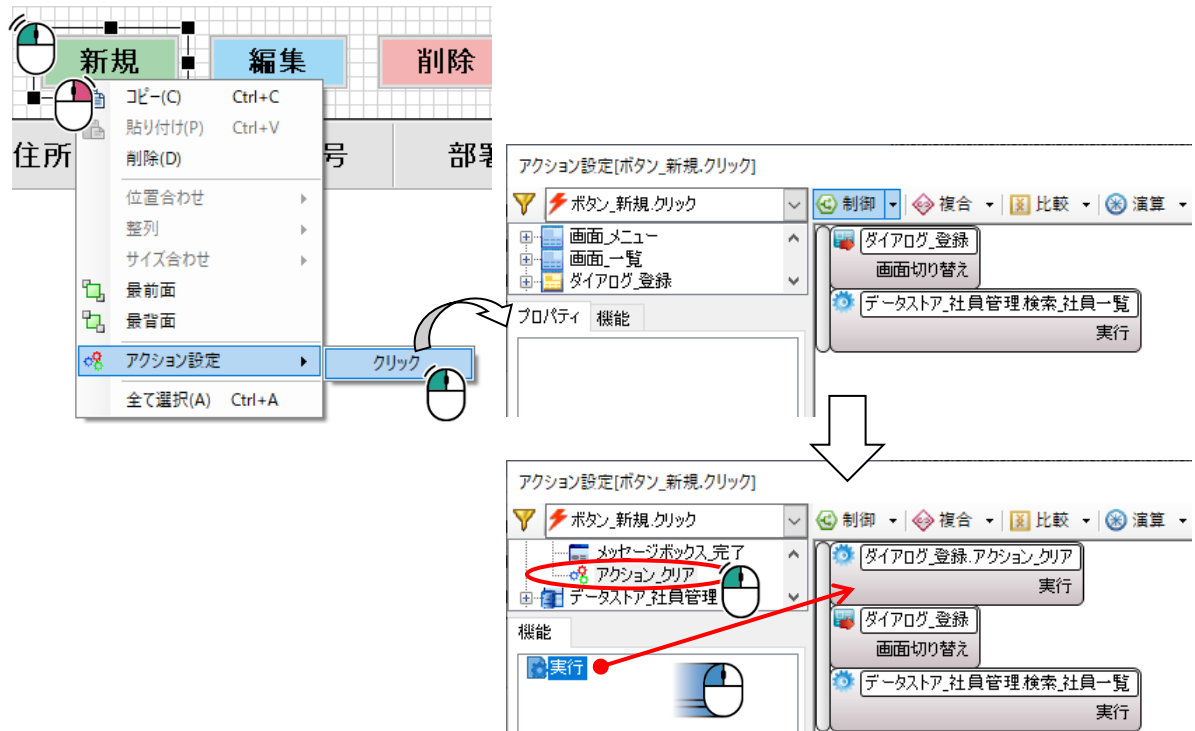 新規
編集
削除
コピー(C) Ctrl+C
貼り付け(P) Ctrl+V
削除(D)
位置合わせ
整列
サイズ合わせ
最前面
最背面
アクション設定
クリック
全て選択(A) Ctrl+A
住所
号
部署
アクション設定[ボタン_新規.クリック]
ボタン_新規.クリック
制御 複合 比較 演算
画面_メニュー
画面_一覧
ダイアログ_登録
プロパティ 機能
ダイアログ_登録
画面切り替え
データストア_社員管理.検索_社員一覧
実行
アクション設定[ボタン_新規.クリック]
ボタン_新規.クリック
制御 複合 比較 演算
メッセージボックス_完了
アクション_クリア
データストア_社員管理
機能
実行
ダイアログ_登録.アクション_クリア
実行
ダイアログ_登録
画面切り替え
データストア_社員管理.検索_社員一覧
実行